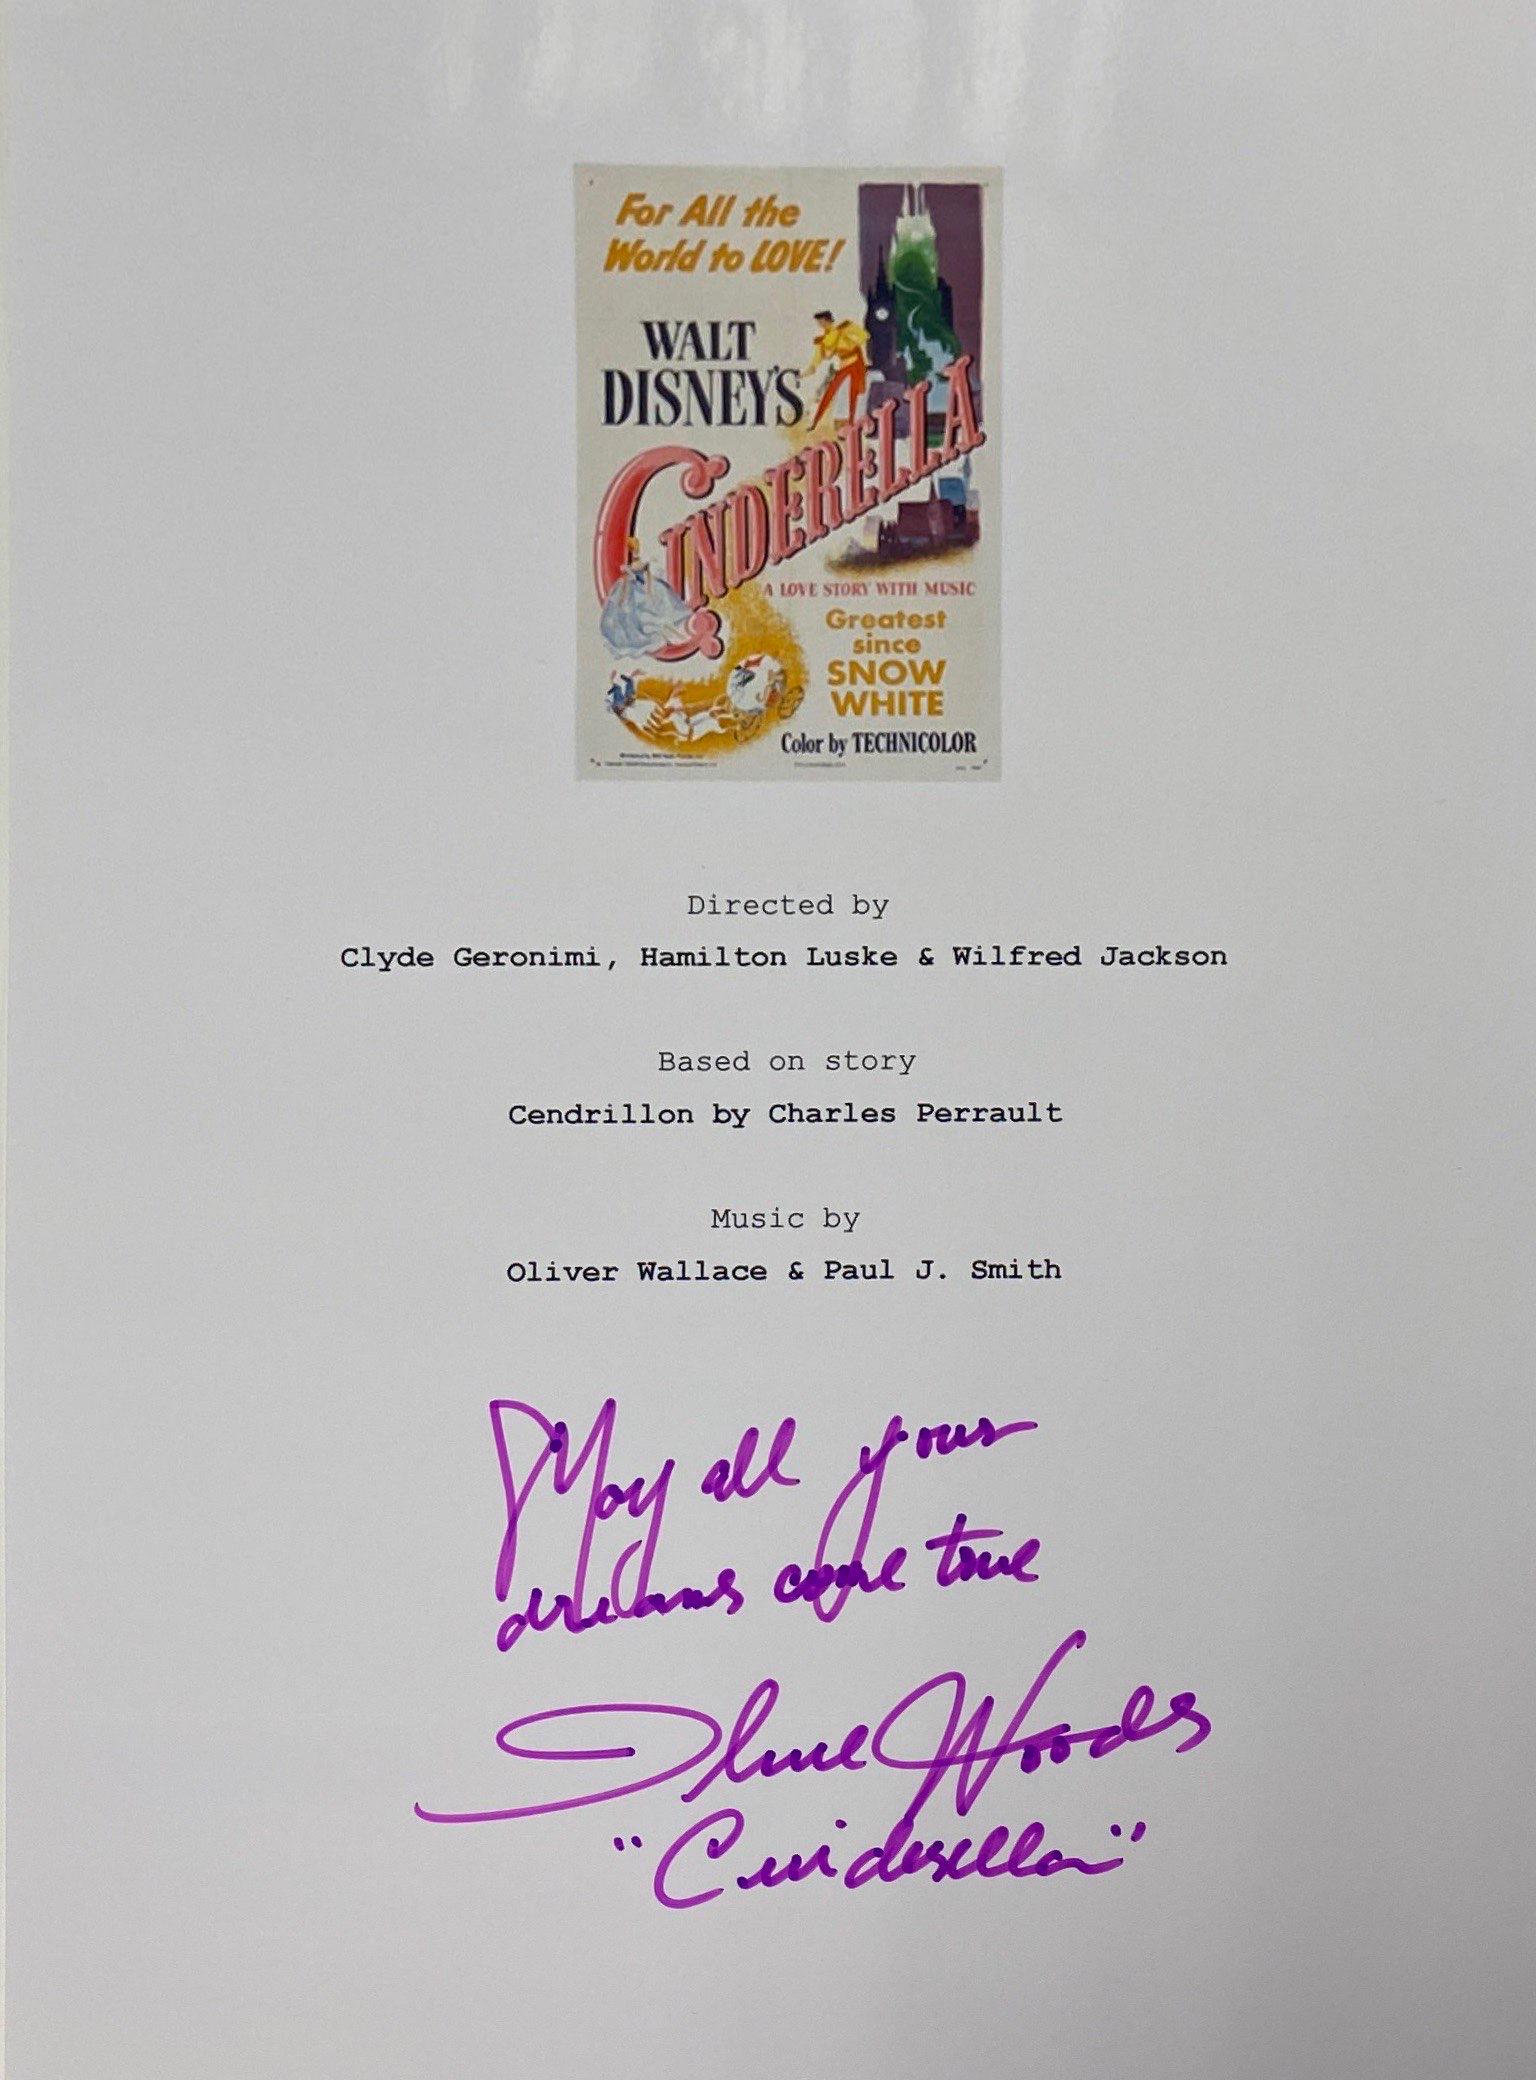 For All the
World to LOVE!
WALT
DISNEY'S
CINDERELLA
A LOVE STORY WITH MUSIC
Greatest
since
SNOW
WHITE
Color by TECHNICOLOR
Directed by
Clyde Geronimi, Hamilton Luske & Wilfred Jackson
Based on story
Cendrillon by Charles Perrault
Music by
Oliver Wallace & Paul J. Smith
May all your
dreams come true
Ilene Woods
"Cinderella"